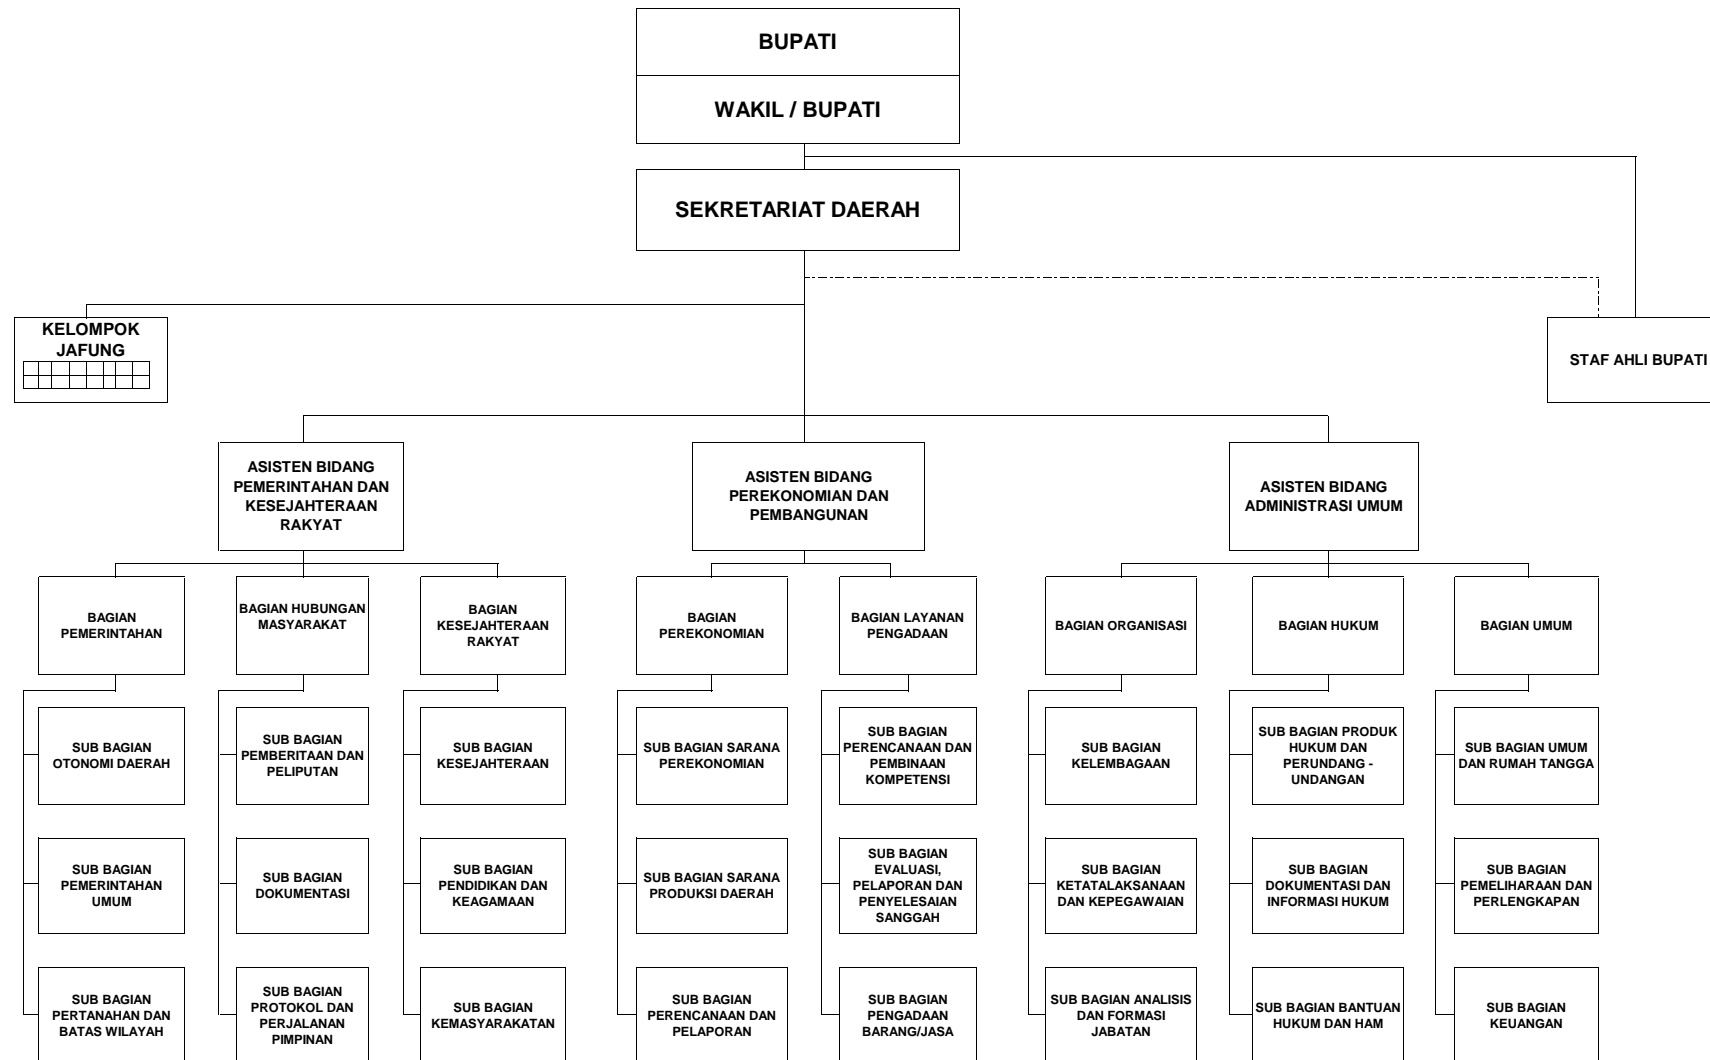 BUPATI
WAKIL / BUPATI
SEKRETARIAT DAERAH
KELOMPOK
JAFUNG
STAF AHLI BUPATI
ASISTEN BIDANG
PEMERINTAHAN DAN
KESEJAHTERAAN
RAKYAT
ASISTEN BIDANG
PEREKONOMIAN DAN
PEMBANGUNAN
ASISTEN BIDANG
ADMINISTRASI UMUM
BAGIAN
PEMERINTAHAN
BAGIAN HUBUNGAN
MASYARAKAT
BAGIAN
KESEJAHTERAAN
RAKYAT
BAGIAN
PEREKONOMIAN
BAGIAN LAYANAN
PENGADAAN
BAGIAN ORGANISASI
BAGIAN HUKUM
BAGIAN UMUM
SUB BAGIAN
OTONOMI DAERAH
SUB BAGIAN
PEMBERITAAN DAN
PELIPUTAN
SUB BAGIAN
KESEJAHTERAAN
SUB BAGIAN SARANA
PEREKONOMIAN
SUB BAGIAN
PERENCANAAN DAN
PEMBINAAN
KOMPETENSI
SUB BAGIAN
KELEMBAGAAN
SUB BAGIAN PRODUK
HUKUM DAN
PERUNDANG -
UNDANGAN
SUB BAGIAN UMUM
DAN RUMAH TANGGA
SUB BAGIAN
PEMERINTAHAN
UMUM
SUB BAGIAN
DOKUMENTASI
SUB BAGIAN
PENDIDIKAN DAN
KEAGAMAAN
SUB BAGIAN SARANA
PRODUKSI DAERAH
SUB BAGIAN
EVALUASI,
PELAPORAN DAN
PENYELESAIAN
SANGGAH
SUB BAGIAN
KETATALAKSANAAN
DAN KEPEGAWAIAN
SUB BAGIAN
DOKUMENTASI DAN
INFORMASI HUKUM
SUB BAGIAN
PEMELIHARAAN DAN
PERLENGKAPAN
SUB BAGIAN
PERTANAHAN DAN
BATAS WILAYAH
SUB BAGIAN
PROTOKOL DAN
PERJALANAN
PIMPINAN
SUB BAGIAN
KEMASYARAKATAN
SUB BAGIAN
PERENCANAAN DAN
PELAPORAN
SUB BAGIAN
PENGADAAN
BARANG/JASA
SUB BAGIAN ANALISIS
DAN FORMASI
JABATAN
SUB BAGIAN BANTUAN
HUKUM DAN HAM
SUB BAGIAN
KEUANGAN